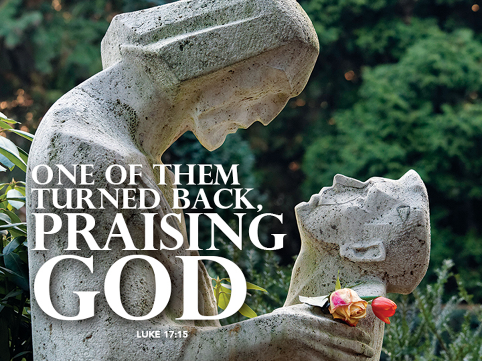 ONE OF THEM
TURNED BACK,
PRAISING
GOD
LUKE 17:15